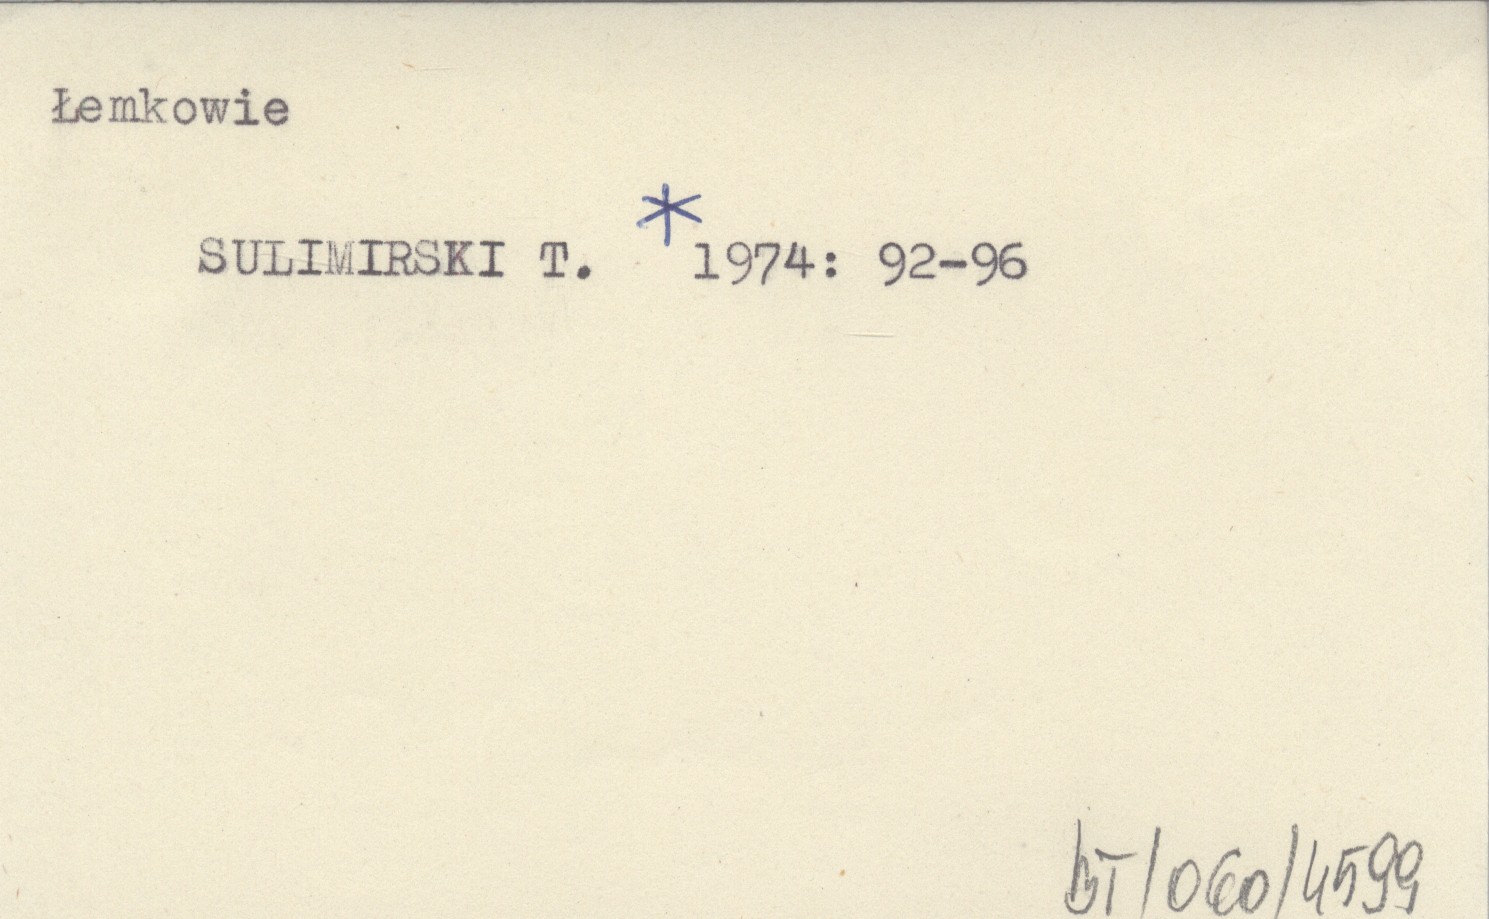 Łemkowie
SULIMIRSKI T. *1974: 92-96
BT/060/4599